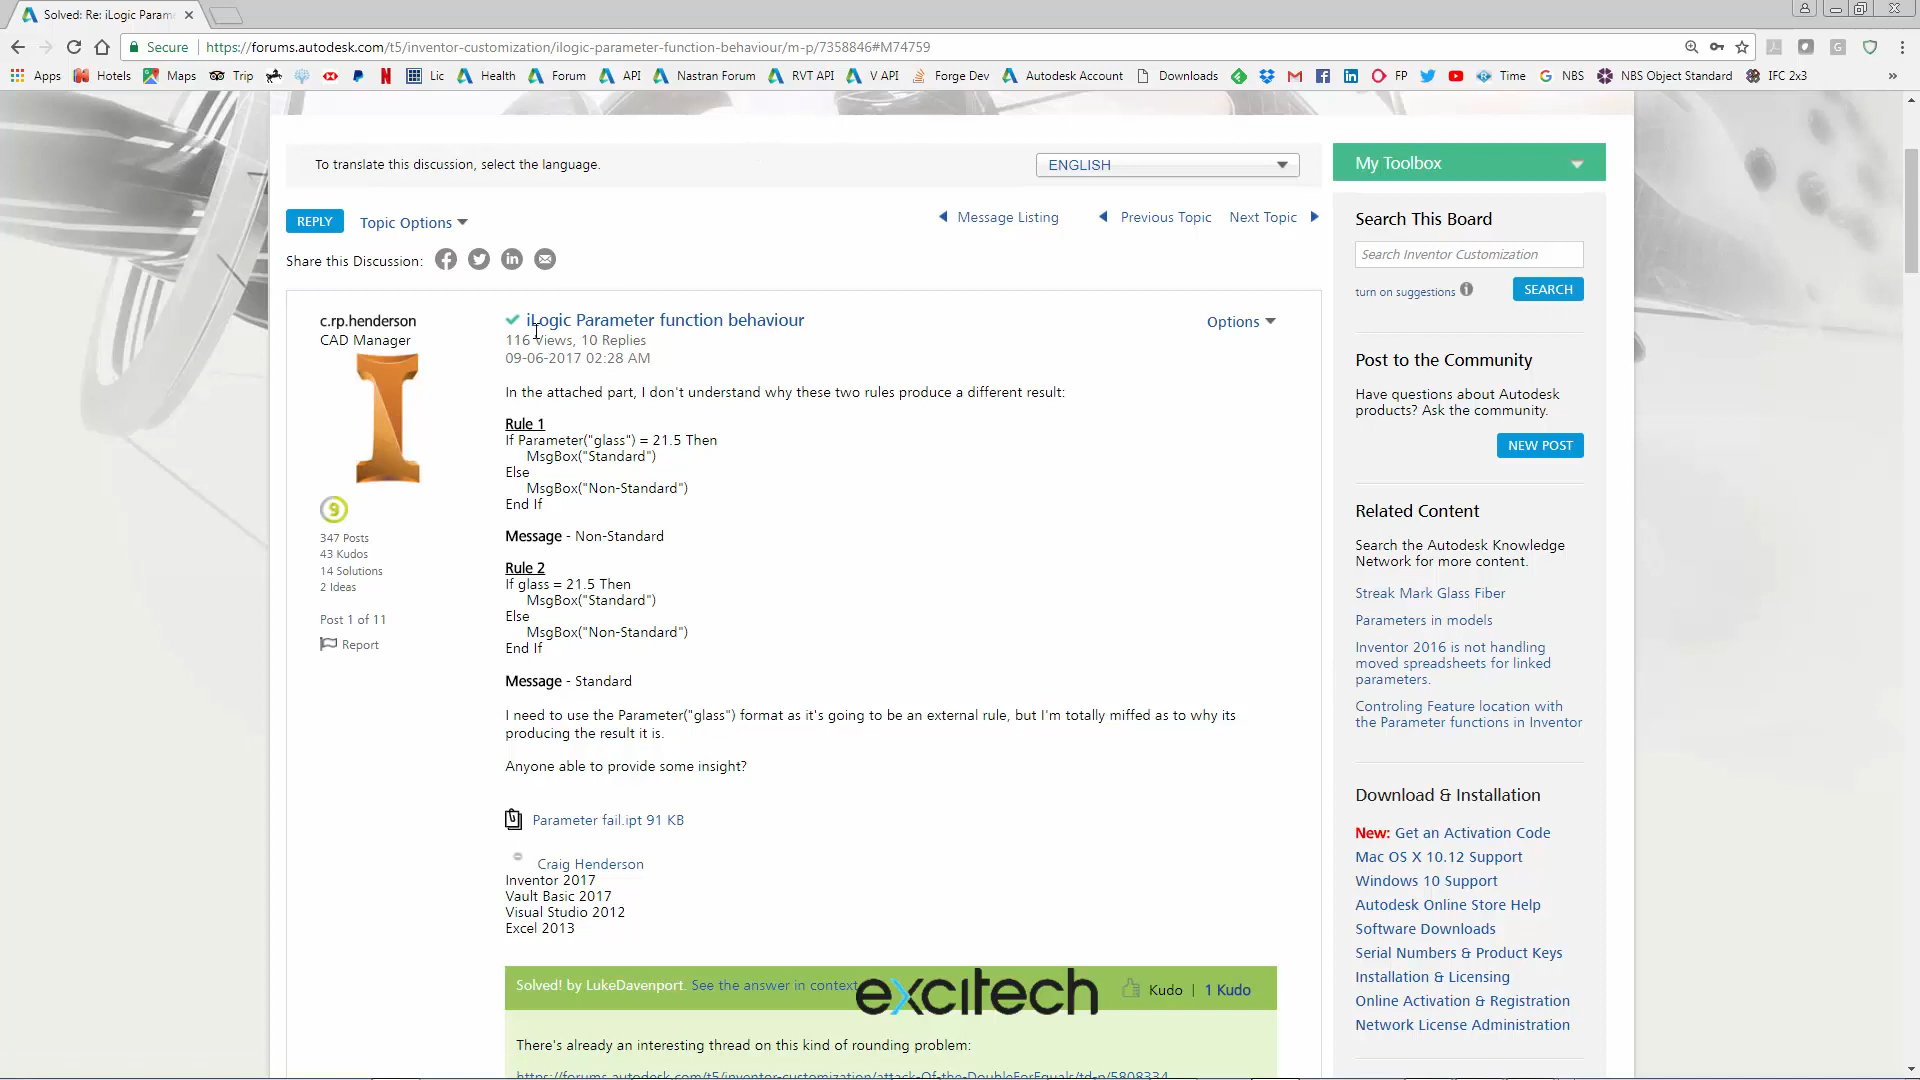 Solved: Re: iLogic Param
Secure https://forums.autodesk.com/t5/inventor-customization/ilogic-parameter-function-behaviour/m-p/7358846#M74759
Apps Hotels Maps Trip Lic Health Forum API Nastran Forum RVT API V API Forge Dev Autodesk Account Downloads FP Time NBS NBS Object Standard IFC 2x3 »
To translate this discussion, select the language.
ENGLISH
My Toolbox
REPLY
Topic Options
Message Listing
Previous Topic
Next Topic
Share this Discussion:
c.rp.henderson
CAD Manager
9
347 Posts
43 Kudos
14 Solutions
2 Ideas
Post 1 of 11
Report
iLogic Parameter function behaviour
Options
116 Views, 10 Replies
09-06-2017 02:28 AM
In the attached part, I don't understand why these two rules produce a different result:
Rule 1
If Parameter("glass") = 21.5 Then
MsgBox("Standard")
Else
MsgBox("Non-Standard")
End If
Message - Non-Standard
Rule 2
If glass = 21.5 Then
MsgBox("Standard")
Else
MsgBox("Non-Standard")
End If
Message - Standard
I need to use the Parameter("glass") format as it's going to be an external rule, but I'm totally miffed as to why its
producing the result it is.
Anyone able to provide some insight?
Parameter fail.ipt 91 KB
Craig Henderson
Inventor 2017
Vault Basic 2017
Visual Studio 2012
Excel 2013
Solved! by LukeDavenport. See the answer in context
excitech
Kudo | 1 Kudo
There's already an interesting thread on this kind of rounding problem:
https://forums.autodesk.com/t5/inventor-customization/attack-Of-the-DoubleForEquals/td-p/5808334
Search This Board
Search Inventor Customization
turn on suggestions
SEARCH
Post to the Community
Have questions about Autodesk
products? Ask the community.
NEW POST
Related Content
Search the Autodesk Knowledge
Network for more content.
Streak Mark Glass Fiber
Parameters in models
Inventor 2016 is not handling
moved spreadsheets for linked
parameters.
Controling Feature location with
the Parameter functions in Inventor
Download & Installation
New: Get an Activation Code
Mac OS X 10.12 Support
Windows 10 Support
Autodesk Online Store Help
Software Downloads
Serial Numbers & Product Keys
Installation & Licensing
Online Activation & Registration
Network License Administration